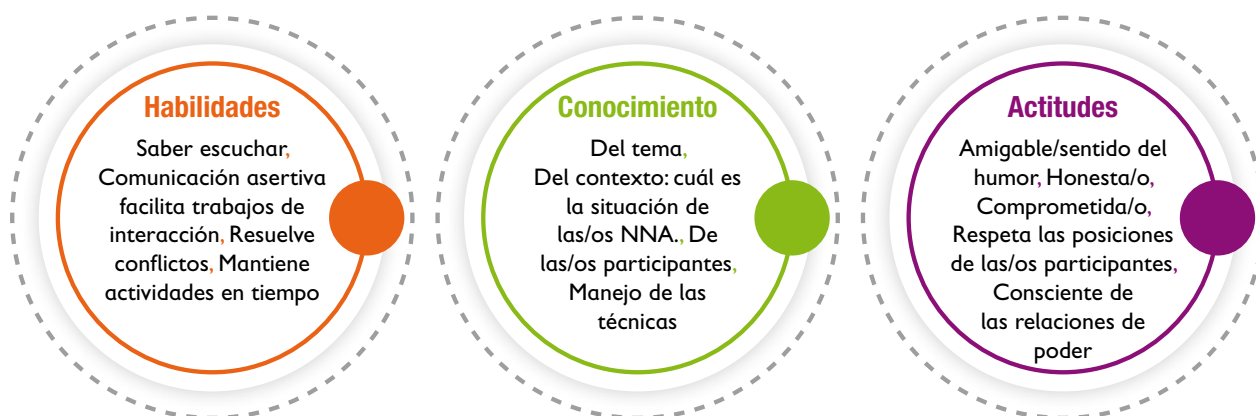 Habilidades
Saber escuchar,
Comunicación asertiva
facilita trabajos de
interacción, Resuelve
conflictos, Mantiene
actividades en tiempo
Conocimiento
Del tema,
Del contexto: cuál es
la situación de
las/os NNA., De
las/os participantes,
Manejo de las
técnicas
Actitudes
Amigable/sentido del
humor, Honesta/o,
Comprometida/o,
Respeta las posiciones
de las/os participantes,
Consciente de
las relaciones de
poder